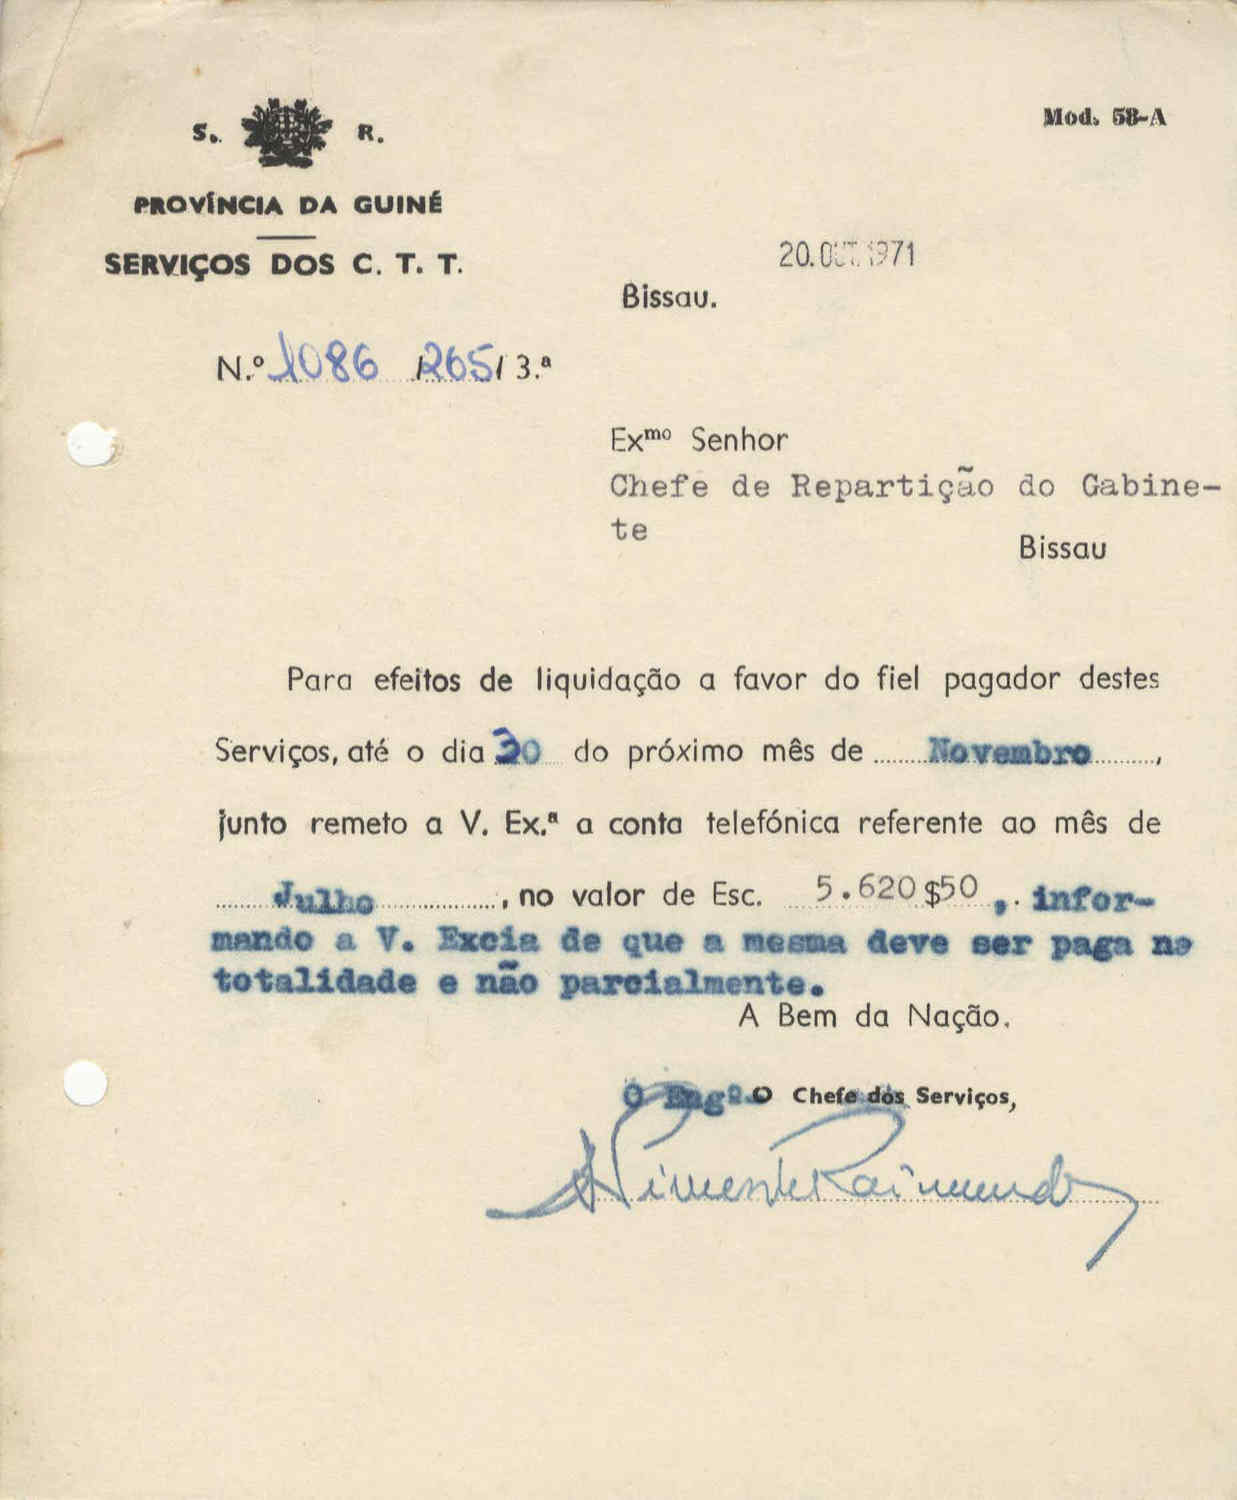 S. R.
Mod. 58-A
PROVÍNCIA DA GUINÉ
SERVIÇOS DOS C. T. T.
20.OUT.1971
Bissau.
N.º 1086 /265/ 3.ª
Exmo Senhor
Chefe de Repartição do Gabine-
te
Bissau
Para efeitos de liquidação a favor do fiel pagador destes
Serviços, até o dia 30 do próximo mês de Novembro,
junto remeto a V. Ex.ª a conta telefónica referente ao mês de
Julho, no valor de Esc. 5.620$50,. infor-
mando a V. Excia de que a mesma deve ser paga na
totalidade e não parcialmente.
A Bem da Nação.
O Engº. O Chefe dos Serviços,
Pimentel Raimundo